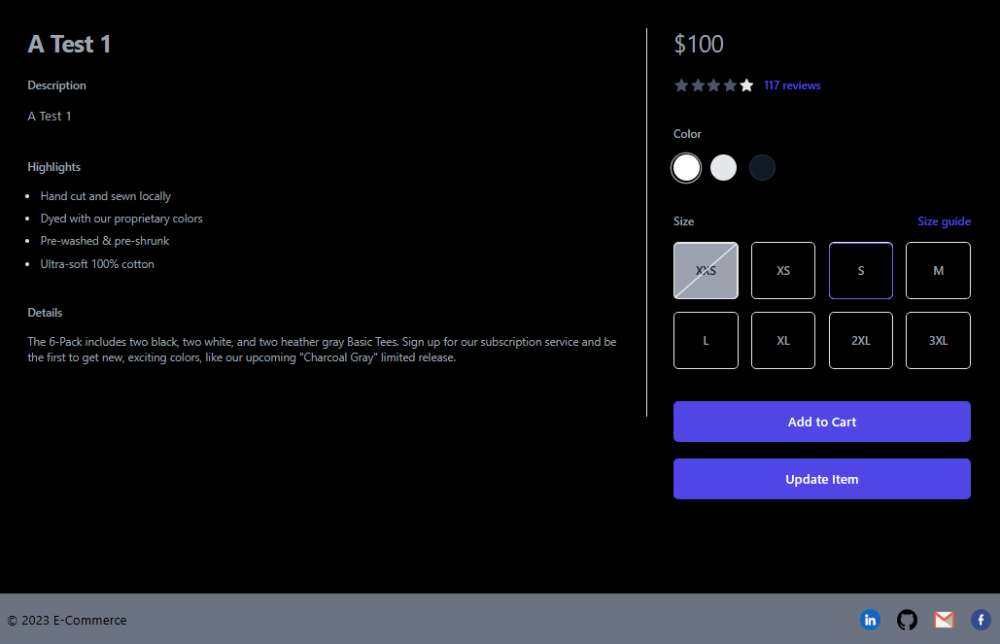 A Test 1
Description
A Test 1
Highlights
Hand cut and sewn locally
Dyed with our proprietary colors
Pre-washed & pre-shrunk
Ultra-soft 100% cotton
Details
The 6-Pack includes two black, two white, and two heather gray Basic Tees. Sign up for our subscription service and be
the first to get new, exciting colors, like our upcoming "Charcoal Gray" limited release.
$100
117 reviews
Color
Size Size guide
XXS XS S M
L XL 2XL 3XL
Add to Cart
Update Item
© 2023 E-Commerce
in f